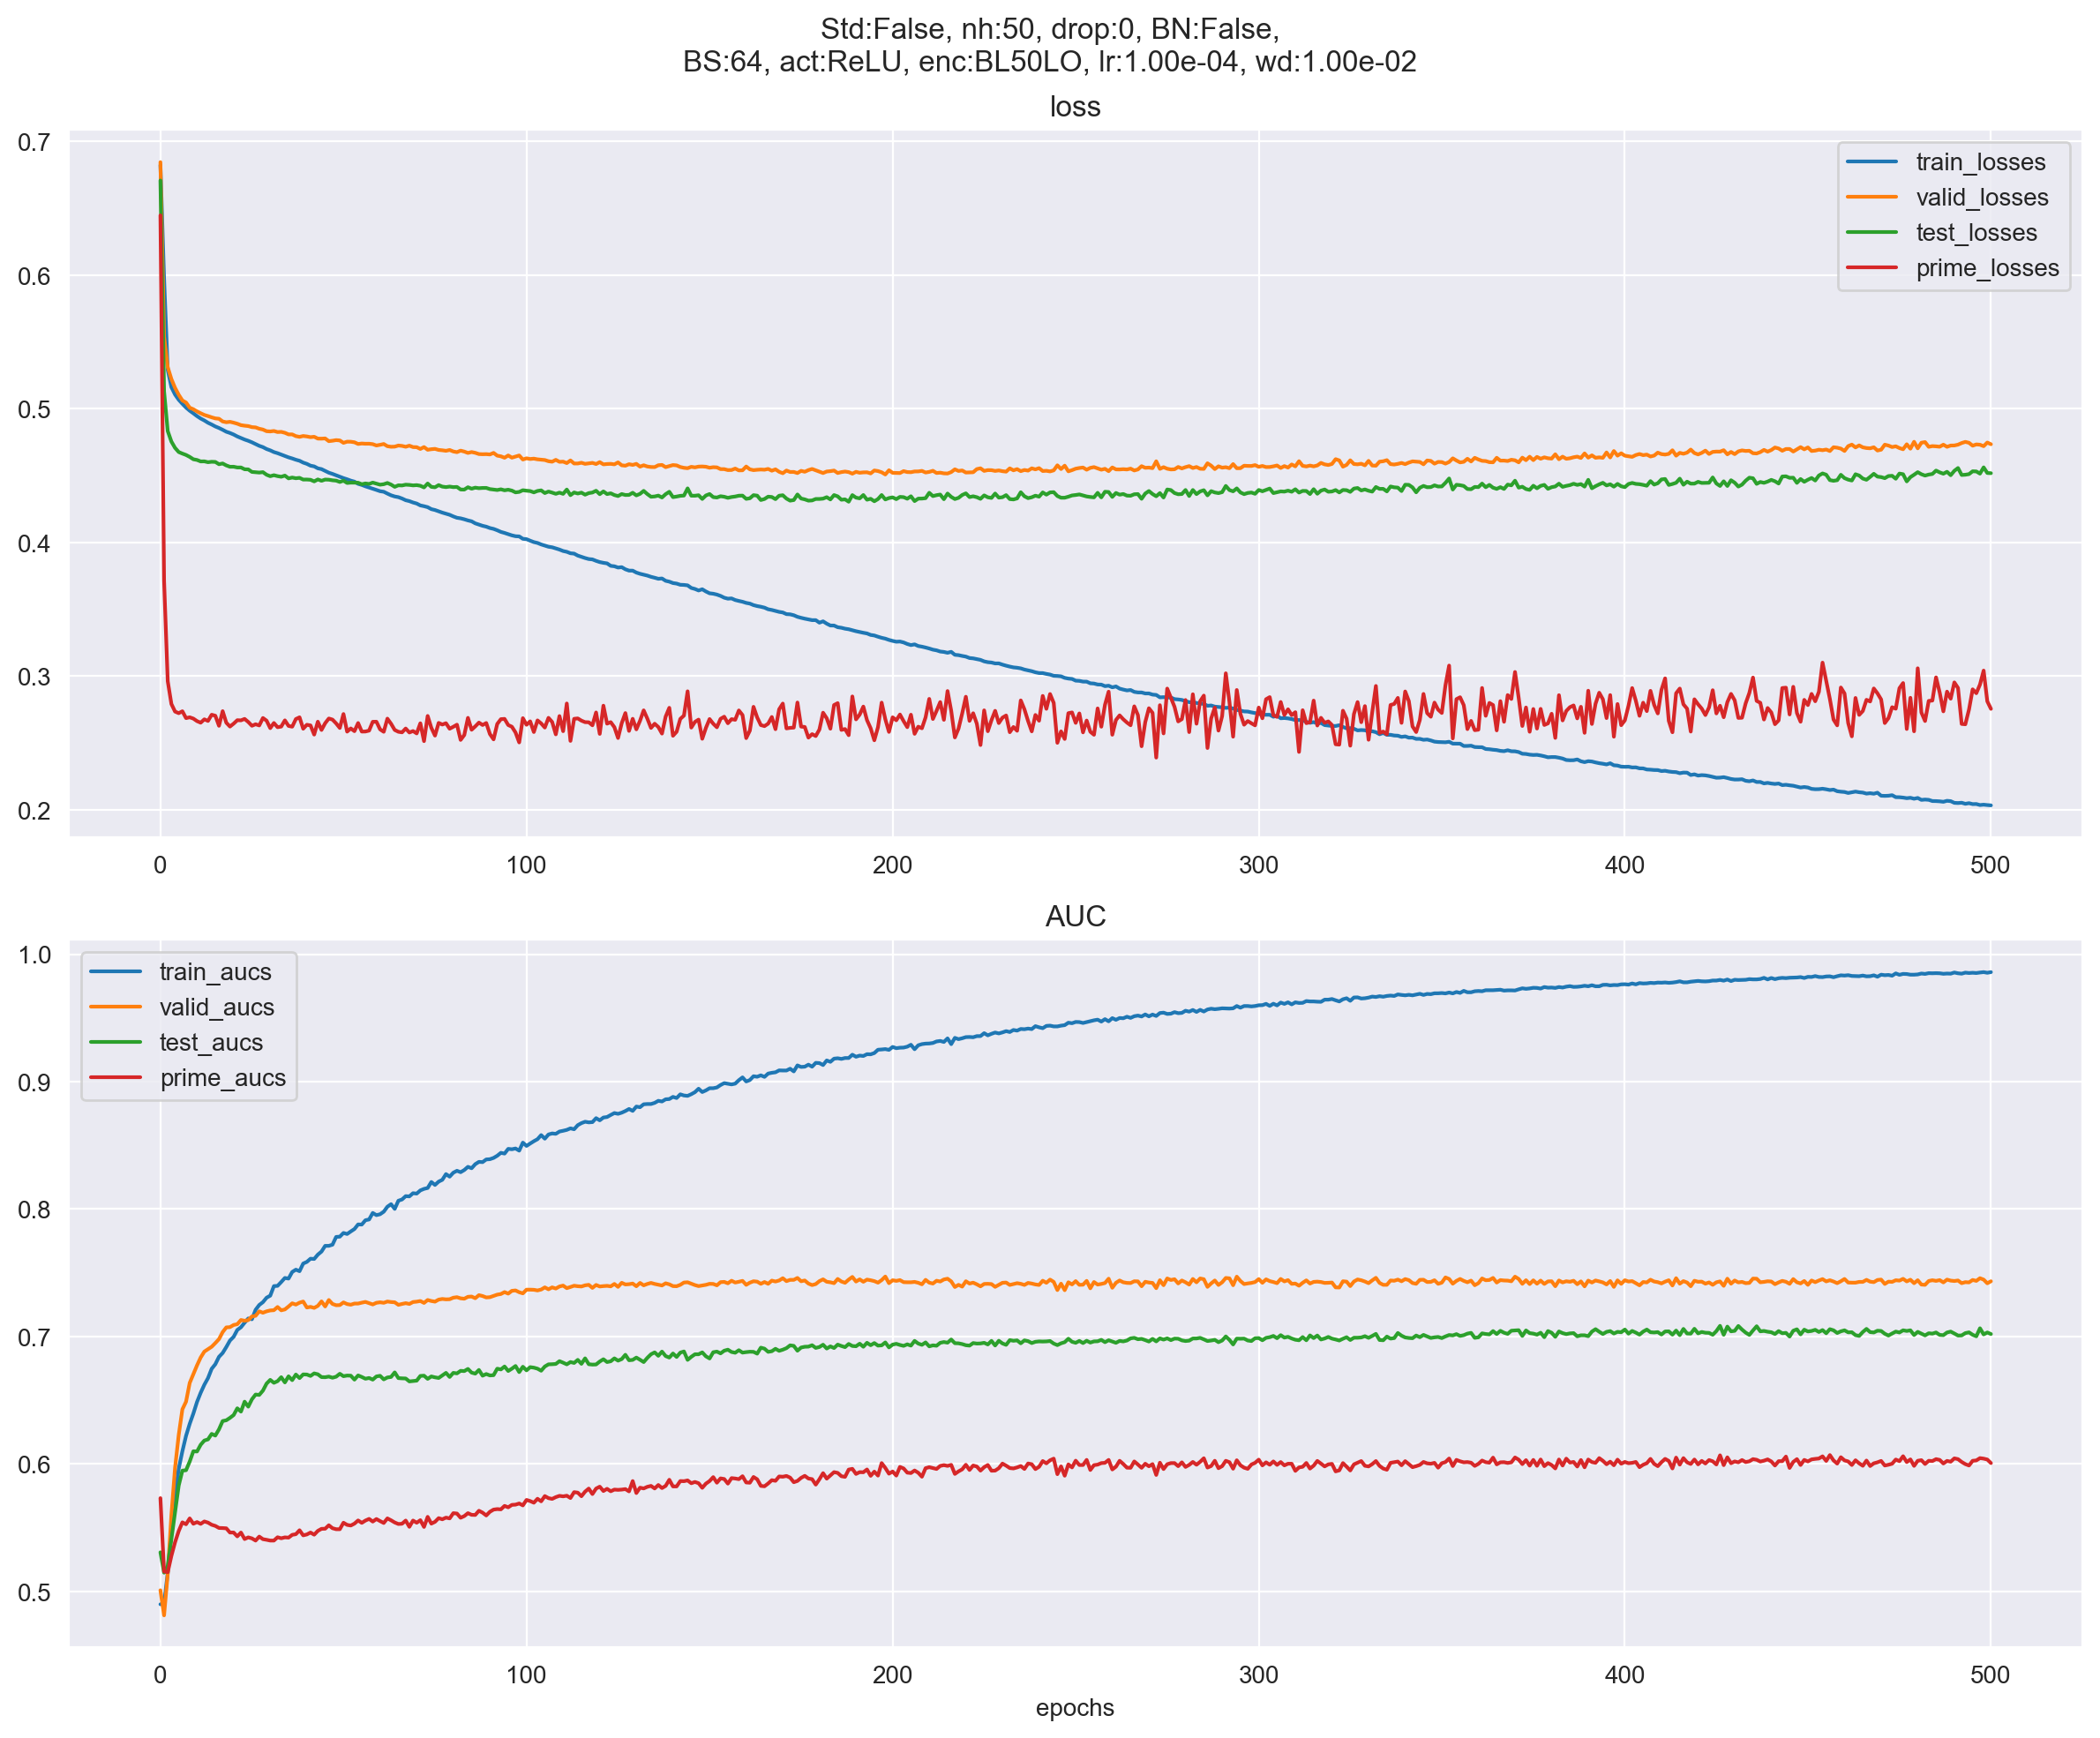 Std:False, nh:50, drop:0, BN:False,
BS:64, act:ReLU, enc:BL50LO, lr:1.00e-04, wd:1.00e-02
loss
0.7
0.6
0.5
0.4
0.3
0.2
train_losses
valid_losses
test_losses
prime_losses
0 100 200 300 400 500
AUC
1.0
0.9
0.8
0.7
0.6
0.5
train_aucs
valid_aucs
test_aucs
prime_aucs
0 100 200 300 400 500
epochs